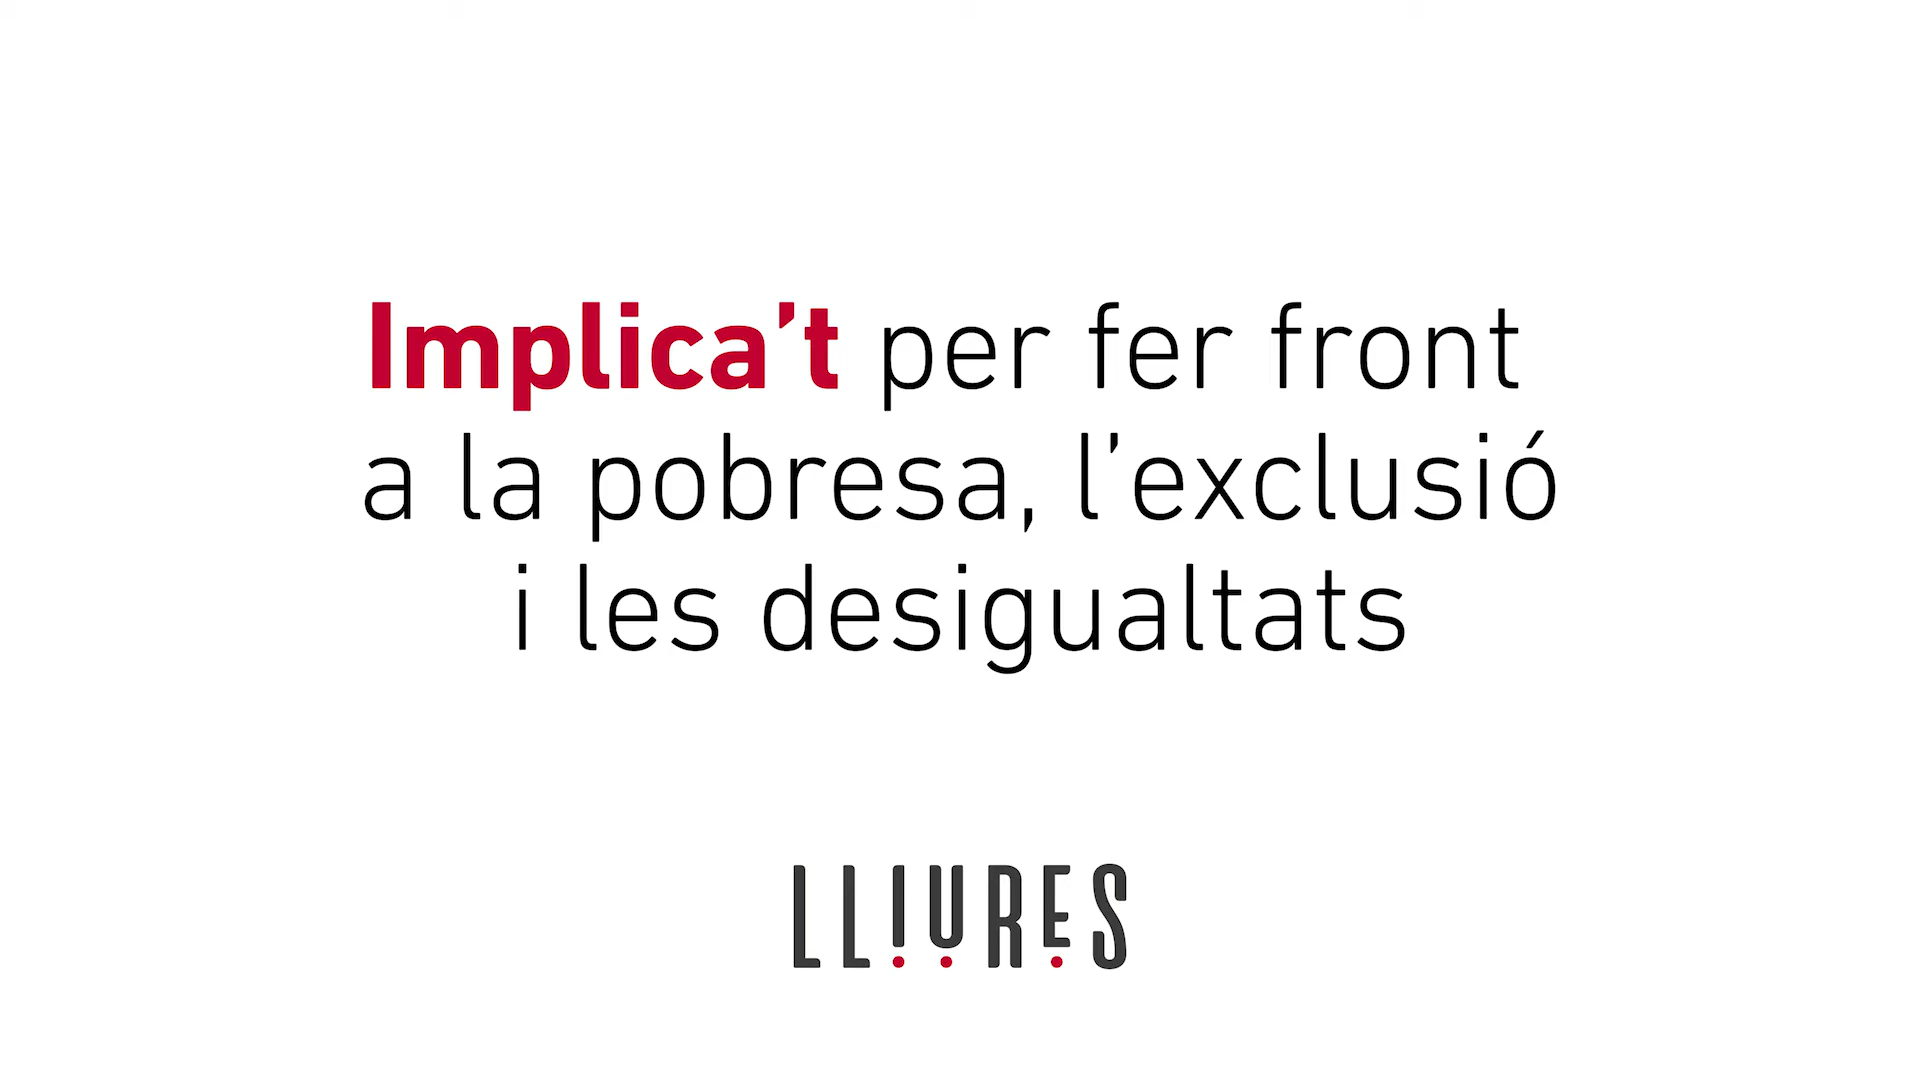 Implica’t per fer front
a la pobresa, l’exclusió
i les desigualtats
LLIURES